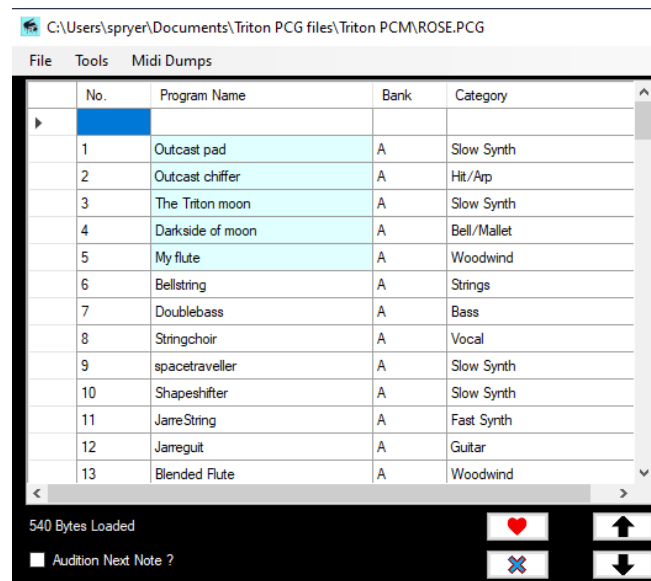 C:\Users\spryer\Documents\Triton PCG files\Triton PCM\ROSE.PCG
File Tools Midi Dumps
No. Program Name Bank Category
1 Outcast pad A Slow Synth
2 Outcast chiffer A Hit/Arp
3 The Triton moon A Slow Synth
4 Darkside of moon A Bell/Mallet
5 My flute A Woodwind
6 Bellstring A Strings
7 Doublebass A Bass
8 Stringchoir A Vocal
9 spacetraveller A Slow Synth
10 Shapeshifter A Slow Synth
11 JarreString A Fast Synth
12 Jarreguit A Guitar
13 Blended Flute A Woodwind
540 Bytes Loaded
Audition Next Note ?